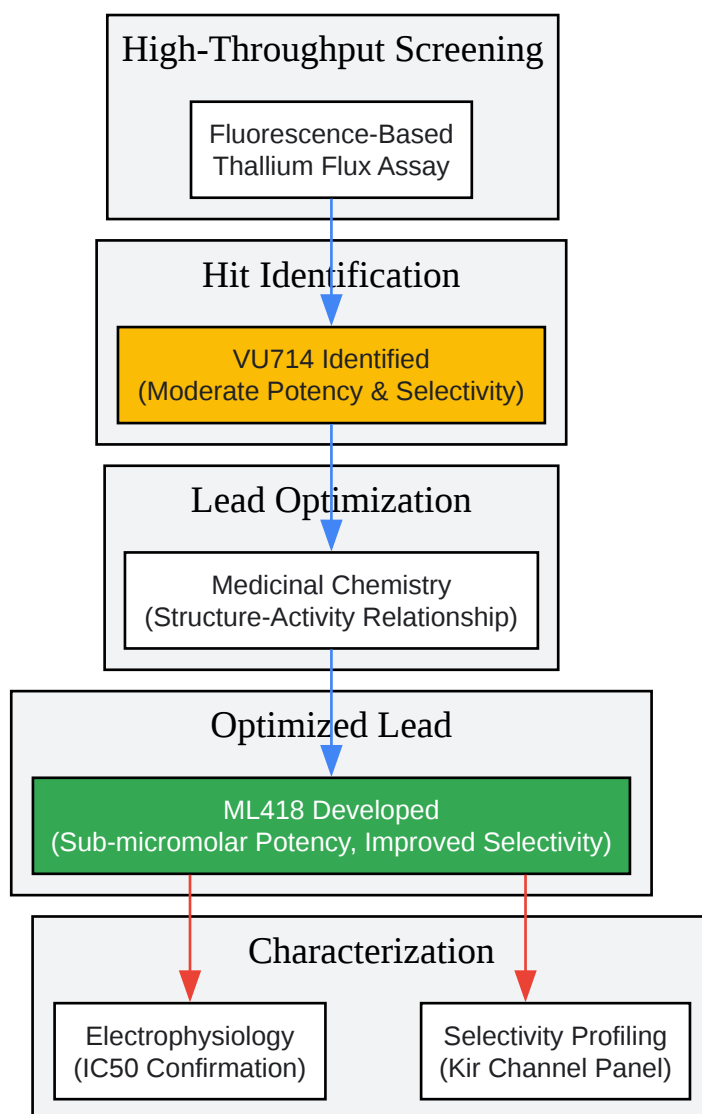 High-Throughput Screening
Fluorescence-Based
Thallium Flux Assay
Hit Identification
VU714 Identified
(Moderate Potency & Selectivity)
Lead Optimization
Medicinal Chemistry
(Structure-Activity Relationship)
Optimized Lead
ML418 Developed
(Sub-micromolar Potency, Improved Selectivity)
Characterization
Electrophysiology
(IC50 Confirmation)
Selectivity Profiling
(Kir Channel Panel)